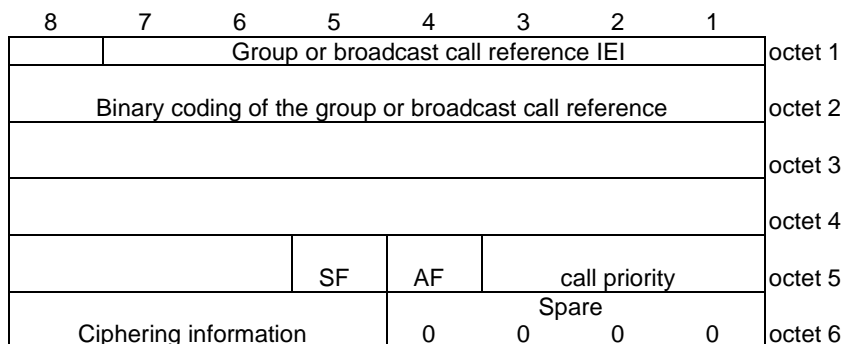 8 7 6 5 4 3 2 1
Group or broadcast call reference IEI octet 1
Binary coding of the group or broadcast call reference octet 2
octet 3
octet 4
SF AF call priority octet 5
Spare
Ciphering information 0 0 0 0 octet 6